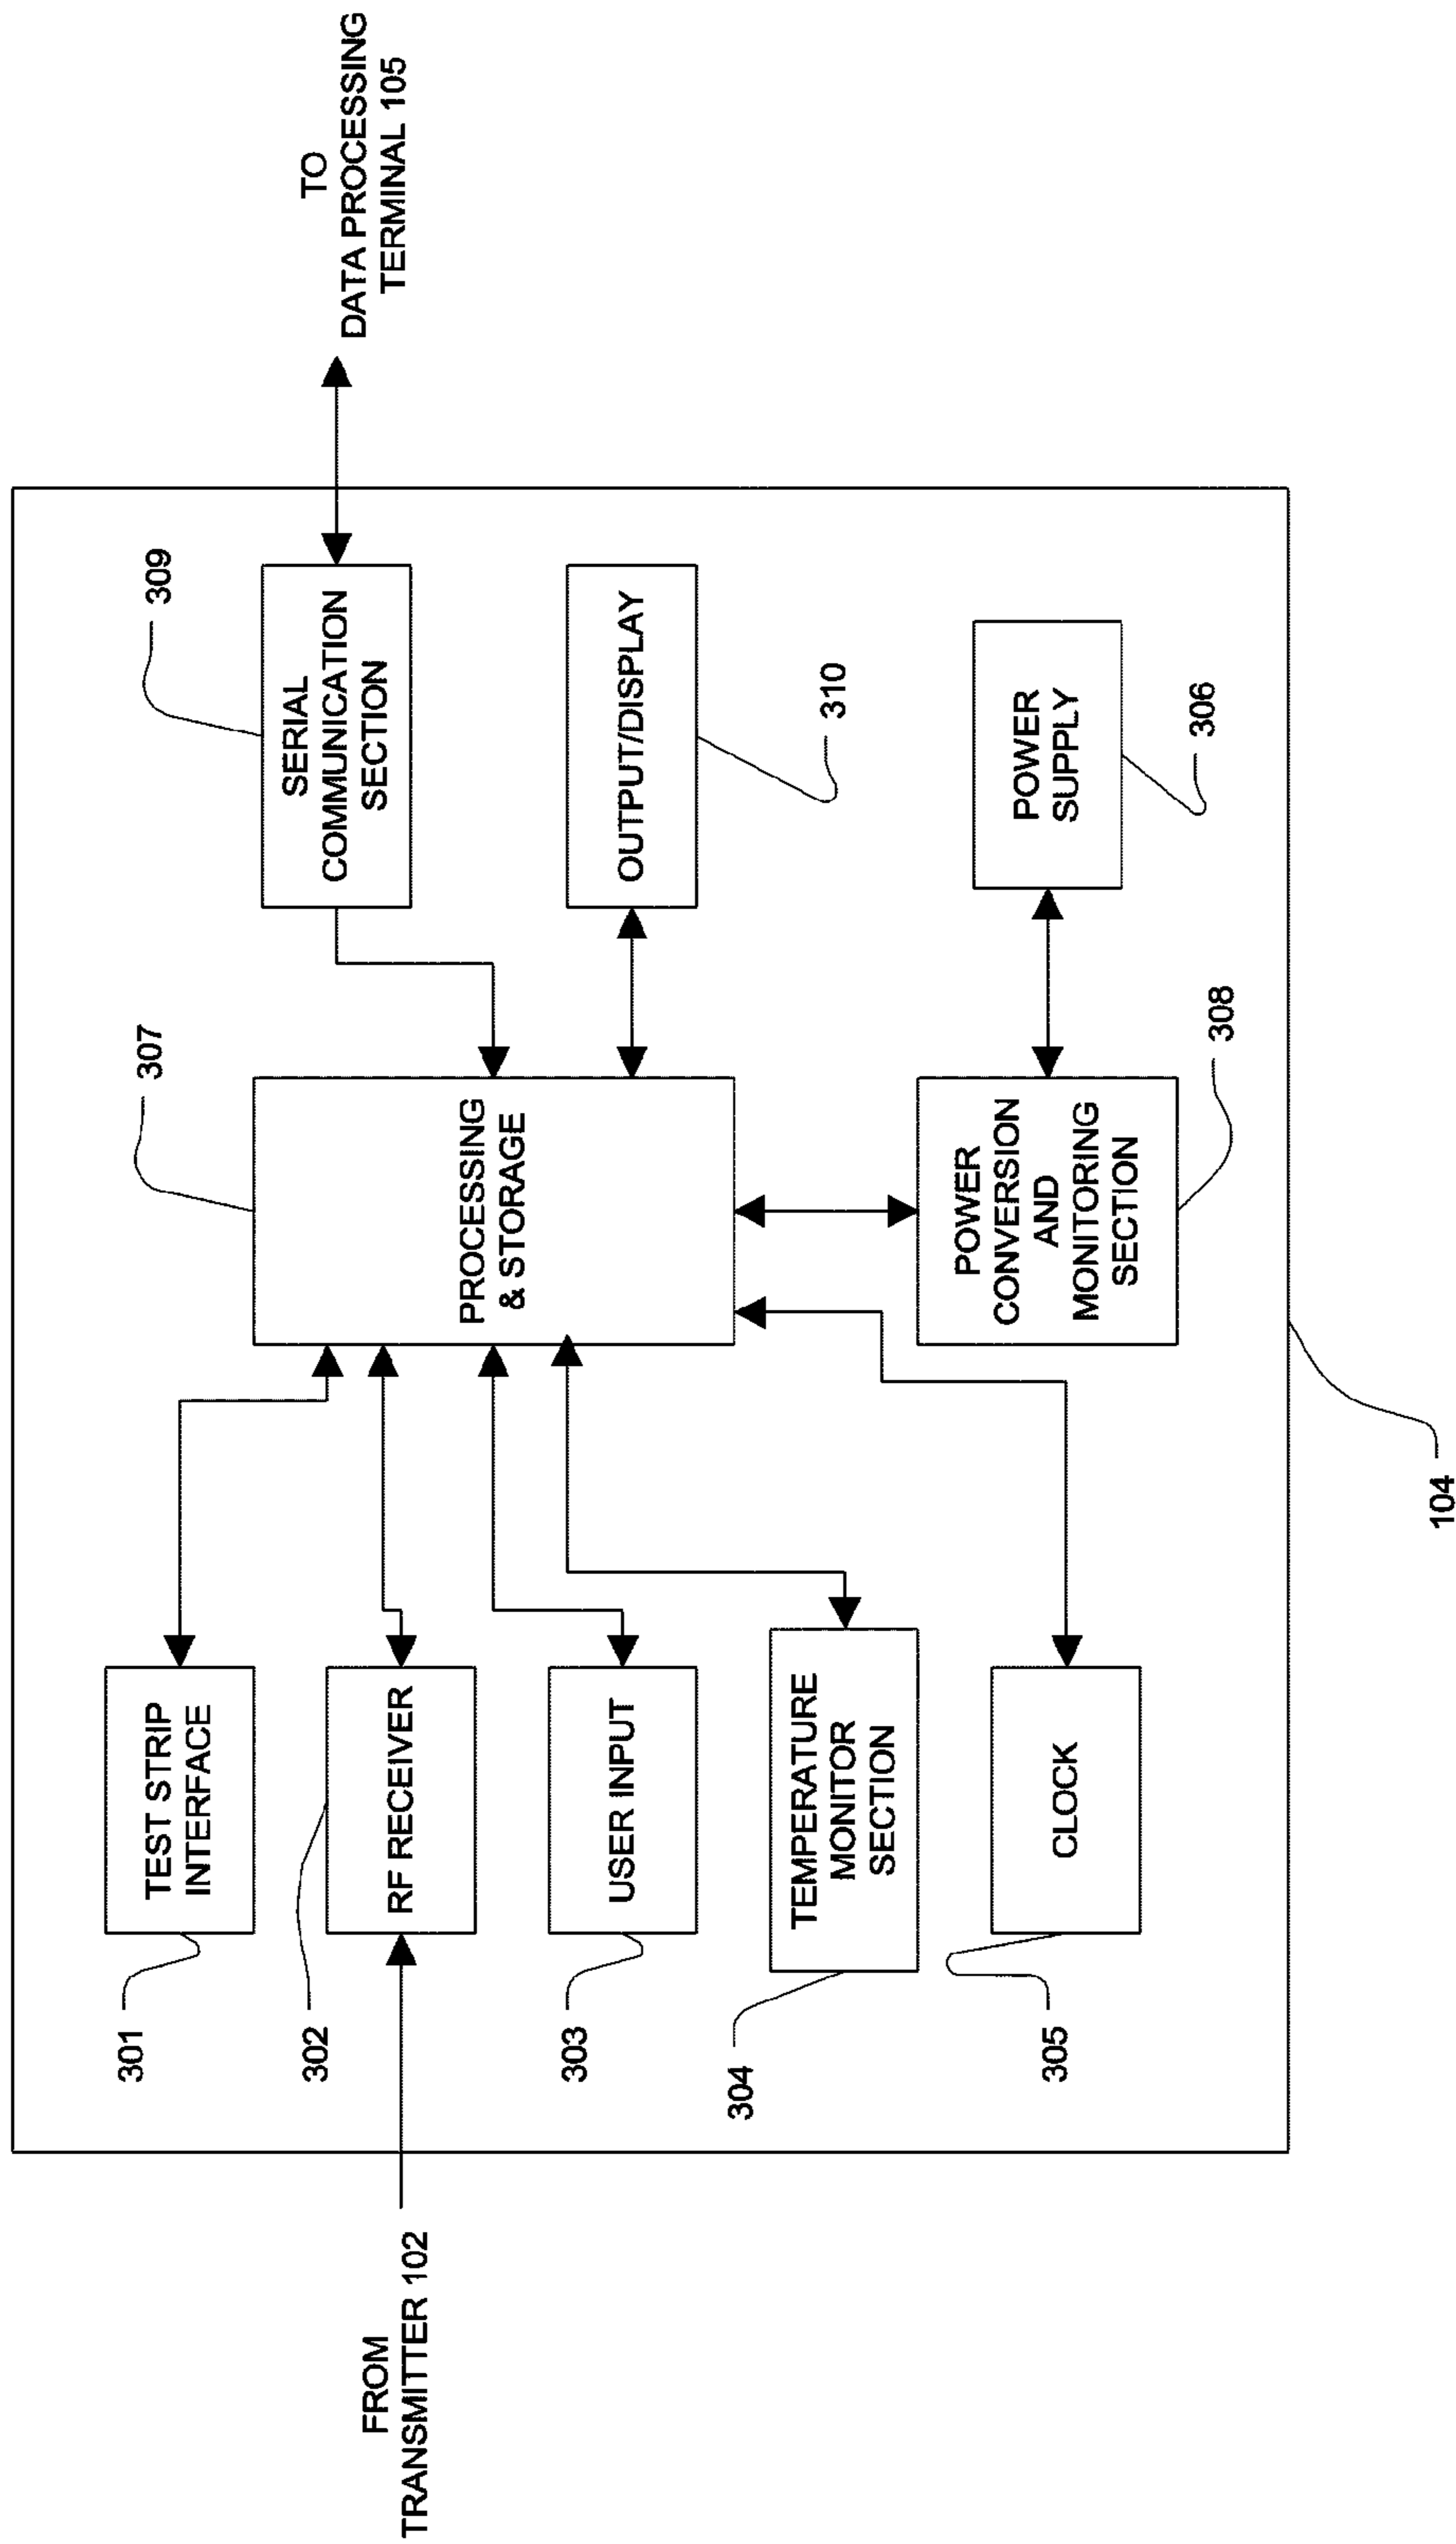 301
TEST STRIP
INTERFACE
FROM
TRANSMITTER 102
302
RF RECEIVER
303
USER INPUT
304
TEMPERATURE
MONITOR
SECTION
305
CLOCK
307
PROCESSING
& STORAGE
POWER
CONVERSION
AND
MONITORING
SECTION
308
309
SERIAL
COMMUNICATION
SECTION
TO
DATA PROCESSING
TERMINAL 105
OUTPUT/DISPLAY
310
POWER
SUPPLY
306
104